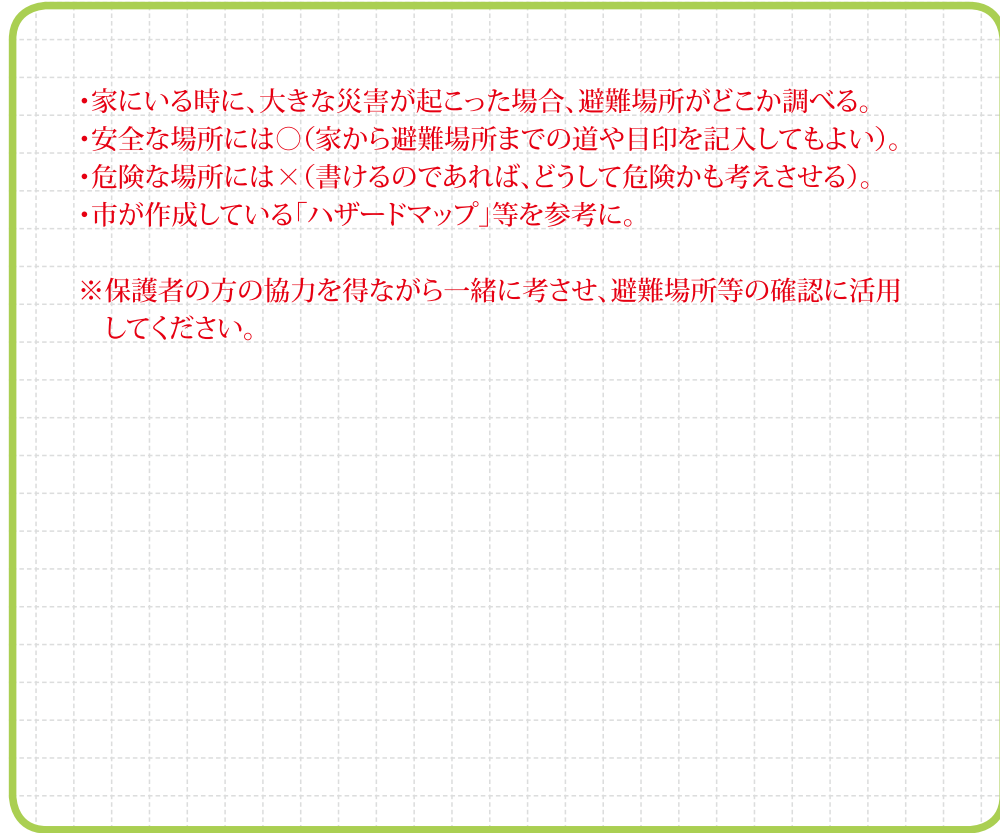 ・家にいる時に、大きな災害が起こった場合、避難場所がどこか調べる。
・安全な場所には○（家から避難場所までの道や目印を記入してもよい）。
・危険な場所には×（書けるのであれば、どうして危険かも考えさせる）。
・市が作成している「ハザードマップ」等を参考に。
※保護者の方の協力を得ながら一緒に考させ、避難場所等の確認に活用
してください。